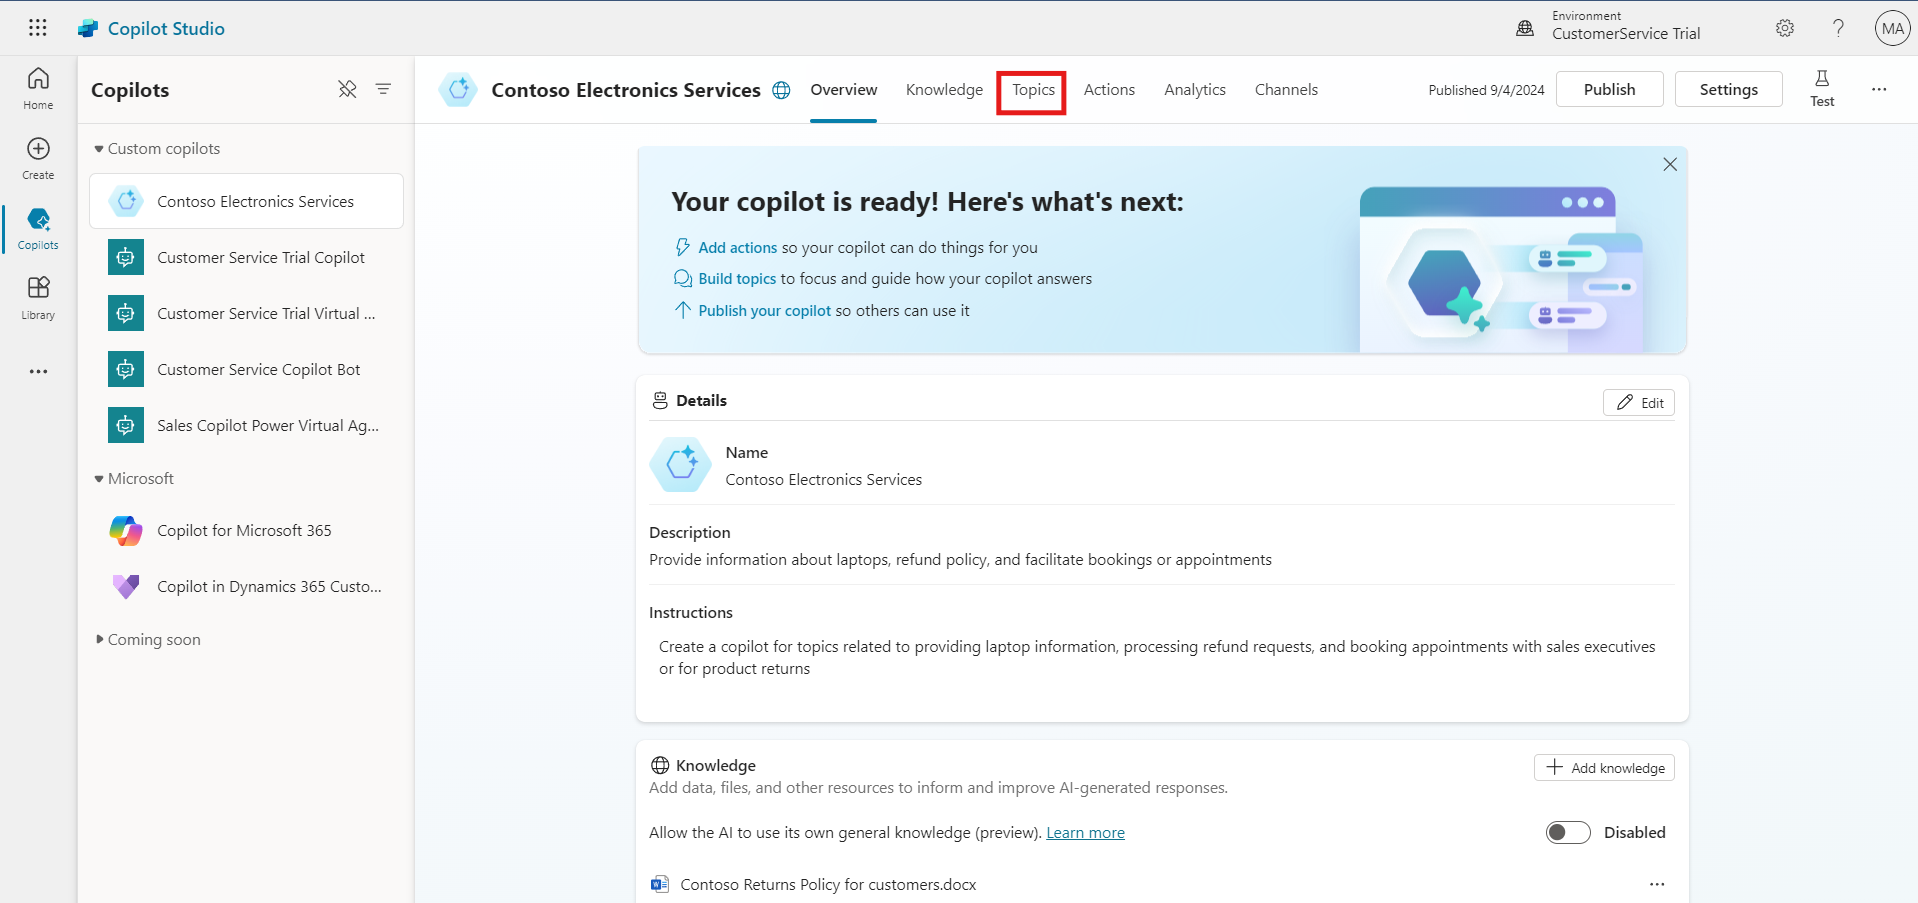 Copilot Studio
Environment
CustomerService Trial
?
MA
Home
Create
Copilots
Library
Copilots
Custom copilots
Contoso Electronics Services
Customer Service Trial Copilot
Customer Service Trial Virtual ...
Customer Service Copilot Bot
Sales Copilot Power Virtual Ag...
Microsoft
Copilot for Microsoft 365
Copilot in Dynamics 365 Custo...
Coming soon
Contoso Electronics Services
Overview
Knowledge
Topics
Actions
Analytics
Channels
Published 9/4/2024
Publish
Settings
Test
Your copilot is ready! Here's what's next:
Add actions so your copilot can do things for you
Build topics to focus and guide how your copilot answers
Publish your copilot so others can use it
Details
Edit
Name
Contoso Electronics Services
Description
Provide information about laptops, refund policy, and facilitate bookings or appointments
Instructions
Create a copilot for topics related to providing laptop information, processing refund requests, and booking appointments with sales executives
or for product returns
Knowledge
Add knowledge
Add data, files, and other resources to inform and improve AI-generated responses.
Allow the AI to use its own general knowledge (preview). Learn more
Disabled
Contoso Returns Policy for customers.docx